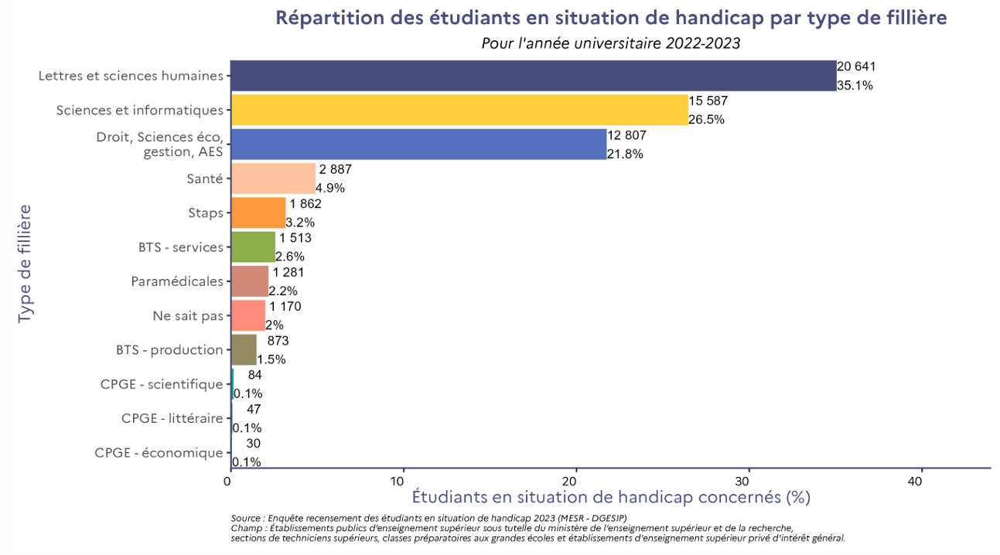 Répartition des étudiants en situation de handicap par type de fillière
Pour l'année universitaire 2022-2023
Type de fillière
Lettres et sciences humaines
20 641
35.1%
Sciences et informatiques
15 587
26.5%
Droit, Sciences éco,
gestion, AES
12 807
21.8%
Santé
2 887
4.9%
Staps
1 862
3.2%
BTS - services
1 513
2.6%
Paramédicales
1 281
2.2%
Ne sait pas
1 170
2%
BTS - production
873
1.5%
CPGE - scientifique
84
0.1%
CPGE - littéraire
47
0.1%
CPGE - économique
30
0.1%
0 10 20 30 40
Étudiants en situation de handicap concernés (%)
Source : Enquête recensement des étudiants en situation de handicap 2023 (MESR - DGESIP)
Champ : Établissements publics d'enseignement supérieur sous tutelle du ministère de l'enseignement supérieur et de la recherche,
sections de techniciens supérieurs, classes préparatoires aux grandes écoles et établissements d'enseignement supérieur privé d'intérêt général.